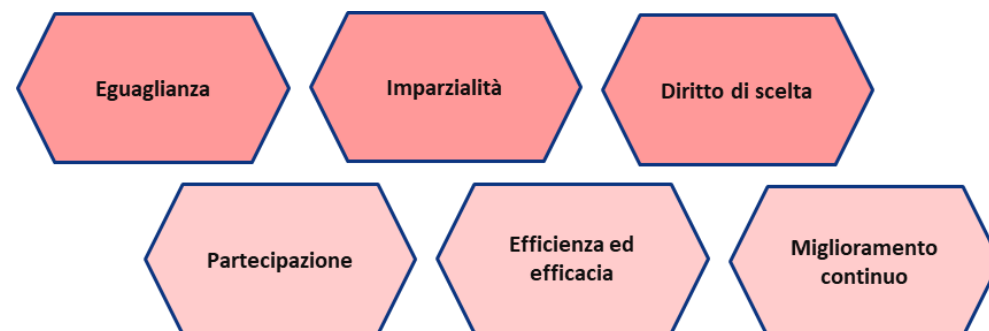 Eguaglianza
Imparzialità
Diritto di scelta
Partecipazione
Efficienza ed
efficacia
Miglioramento
continuo